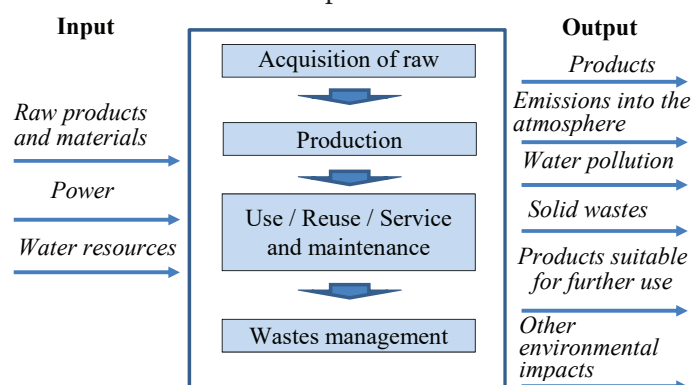 Input
Output
Acquisition of raw
Products
Emissions into the
atmosphere
Raw products
and materials
Production
Water pollution
Power
Use / Reuse / Service
and maintenance
Solid wastes
Water resources
Products suitable
for further use
Wastes management
Other
environmental
impacts